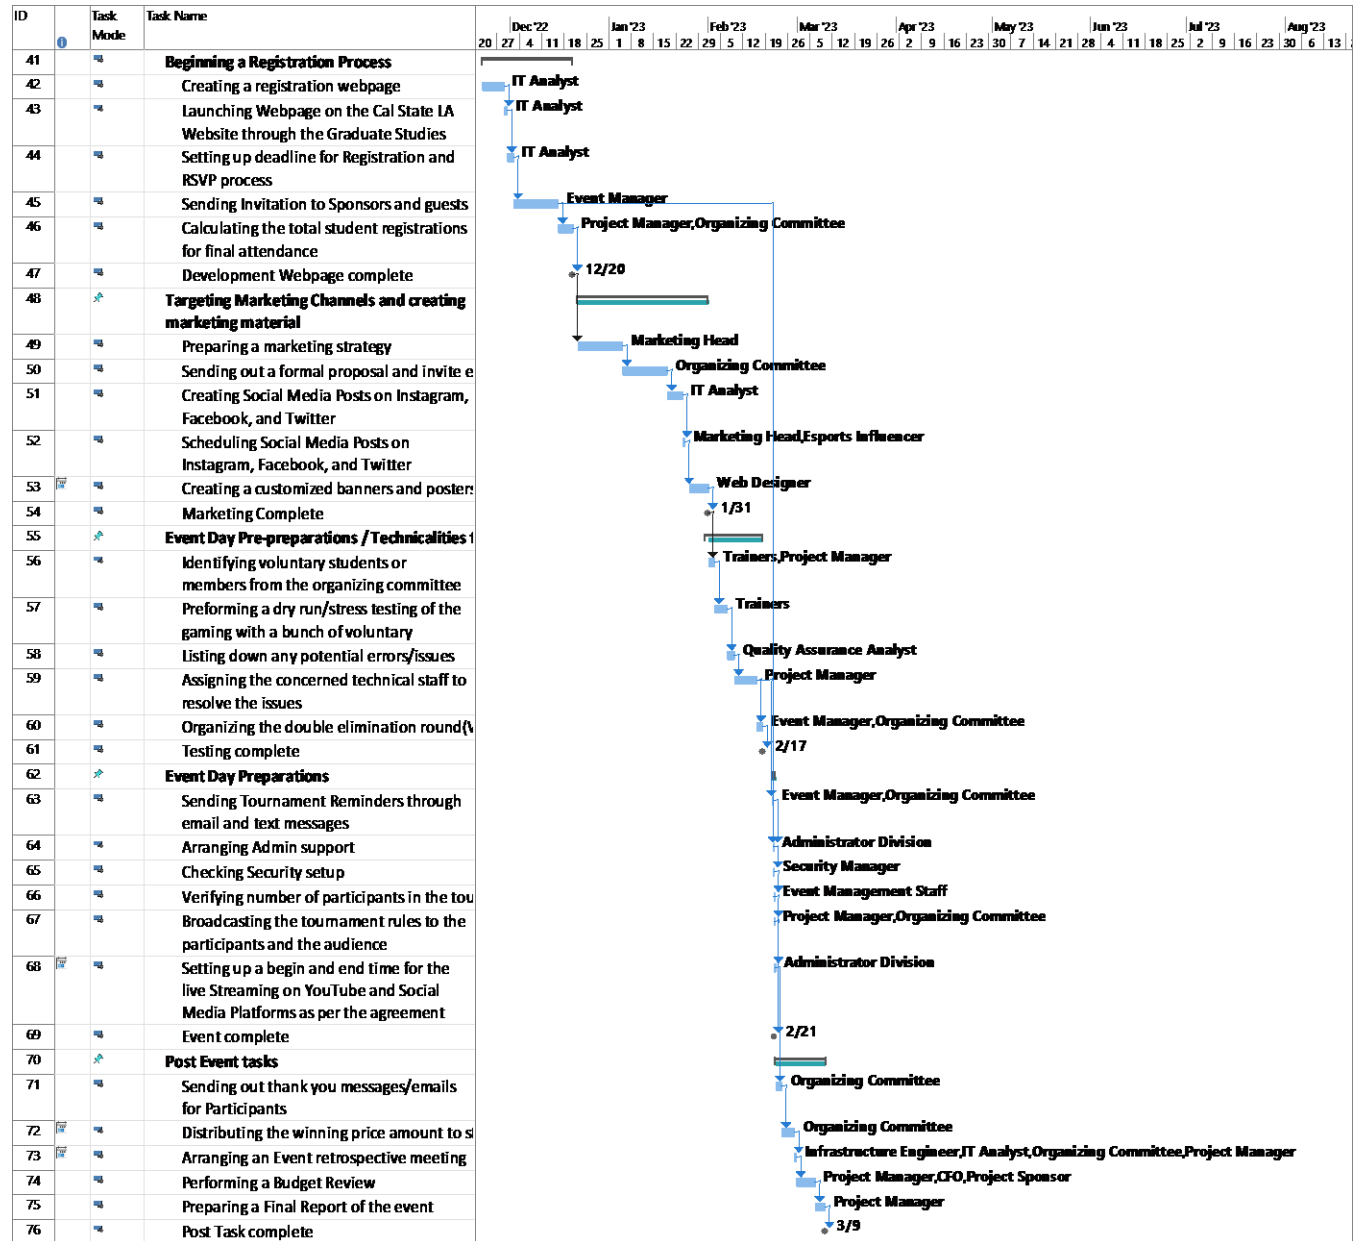 ID Task Mode Task Name
Dec '22 Jan '23 Feb '23 Mar '23 Apr '23 May '23 Jun '23 Jul '23 Aug '23
20 27 4 11 18 25 1 8 15 22 29 5 12 19 26 5 12 19 26 2 9 16 23 30 7 14 21 28 4 11 18 25 2 9 16 23 30 6 13
41 Beginning a Registration Process
42 Creating a registration webpage IT Analyst
43 Launching Webpage on the Cal State LA IT Analyst
Website through the Graduate Studies
44 Setting up deadline for Registration and IT Analyst
RSVP process
45 Sending Invitation to Sponsors and guests Event Manager
46 Calculating the total student registrations Project Manager,Organizing Committee
for final attendance
47 Development Webpage complete 12/20
48 Targeting Marketing Channels and creating
marketing material
49 Preparing a marketing strategy Marketing Head
50 Sending out a formal proposal and invite e Organizing Committee
51 Creating Social Media Posts on Instagram, IT Analyst
Facebook, and Twitter
52 Scheduling Social Media Posts on Marketing Head,Esports Influencer
Instagram, Facebook, and Twitter
53 Creating a customized banners and posters Web Designer
54 Marketing Complete 1/31
55 Event Day Pre-preparations / Technicalities f
56 Identifying voluntary students or Trainers,Project Manager
members from the organizing committee
57 Preforming a dry run/stress testing of the Trainers
gaming with a bunch of voluntary
58 Listing down any potential errors/issues Quality Assurance Analyst
59 Assigning the concerned technical staff to Project Manager
resolve the issues
60 Organizing the double elimination round(V Event Manager,Organizing Committee
61 Testing complete 2/17
62 Event Day Preparations
63 Sending Tournament Reminders through Event Manager,Organizing Committee
email and text messages
64 Arranging Admin support Administrator Division
65 Checking Security setup Security Manager
66 Verifying number of participants in the tou Event Management Staff
67 Broadcasting the tournament rules to the Project Manager,Organizing Committee
participants and the audience
68 Setting up a begin and end time for the Administrator Division
live Streaming on YouTube and Social
Media Platforms as per the agreement
69 Event complete 2/21
70 Post Event tasks
71 Sending out thank you messages/emails Organizing Committee
for Participants
72 Distributing the winning price amount to s Organizing Committee
73 Arranging an Event retrospective meeting Infrastructure Engineer,IT Analyst,Organizing Committee,Project Manager
74 Performing a Budget Review Project Manager,CFO,Project Sponsor
75 Preparing a Final Report of the event Project Manager
76 Post Task complete 3/9